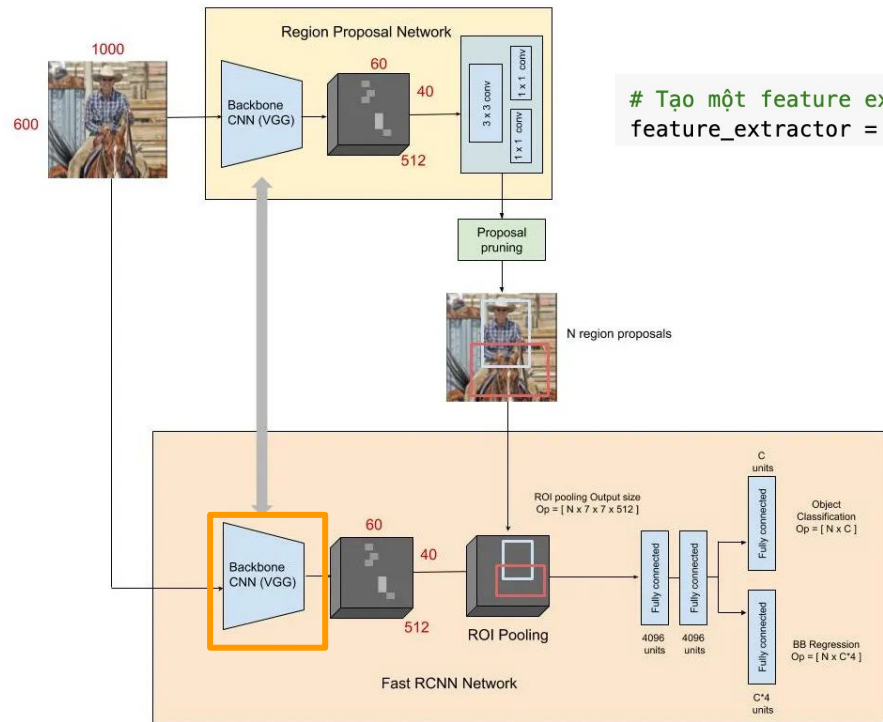 Region Proposal Network
1000
600
Backbone
CNN (VGG)
60
40
512
3 x 3 conv
1 x 1 conv
1 x 1 conv
# Tạo một feature ex
feature_extractor =
Proposal
pruning
N region proposals
Backbone
CNN (VGG)
60
40
512
ROI pooling Output size
Op = [ N x 7 x 7 x 512 ]
ROI Pooling
Fully connected
4096
units
Fully connected
4096
units
C
units
Fully connected
Object
Classification
Op = [ N x C ]
Fully connected
C*4
units
BB Regression
Op = [ N x C*4 ]
Fast RCNN Network